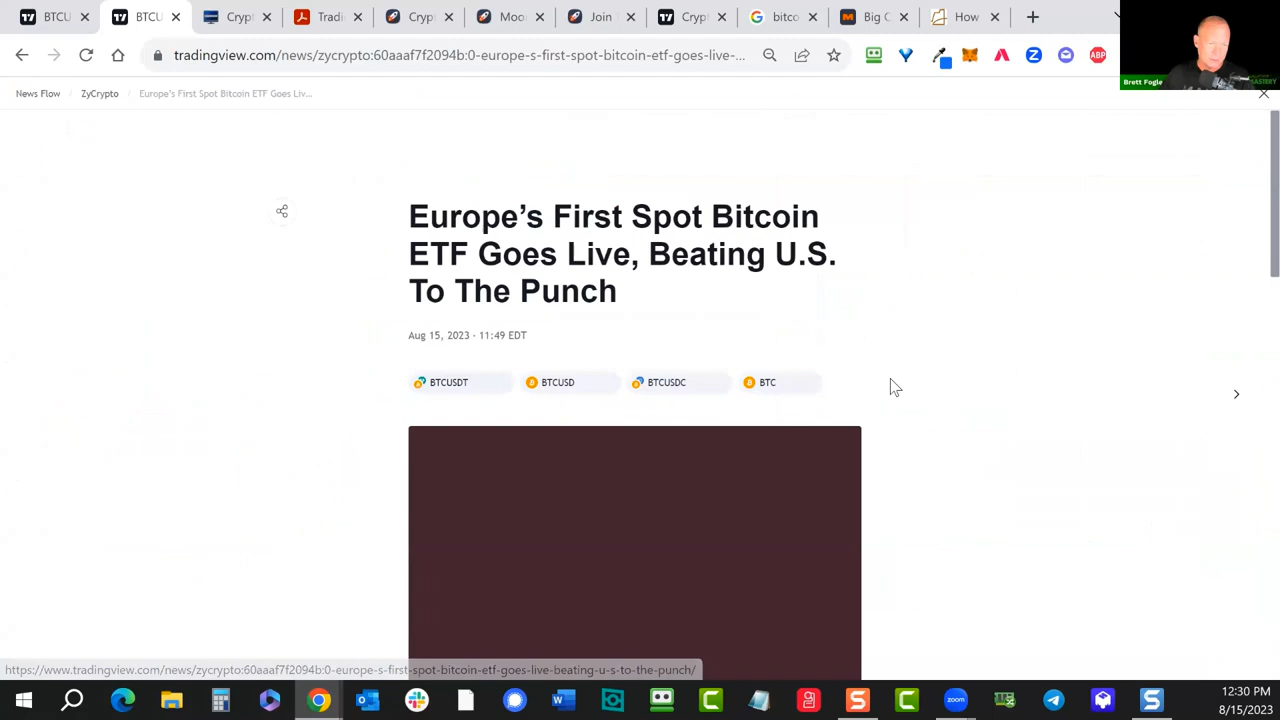 BTCU
BTCU
Crypt
Tradi
Crypt
Moo
Join
Crypt
bitco
Big C
How
tradingview.com/news/zycrypto:60aaaf7f2094b:0-europe-s-first-spot-bitcoin-etf-goes-live-...
ABP
Brett Fogle
News Flow / ZyCrypto / Europe's First Spot Bitcoin ETF Goes Liv...
Europe's First Spot Bitcoin
ETF Goes Live, Beating U.S.
To The Punch
Aug 15, 2023 · 11:49 EDT
BTCUSDT
BTCUSD
BTCUSDC
BTC
https://www.tradingview.com/news/zycrypto:60aaaf7f2094b:0-europe-s-first-spot-bitcoin-etf-goes-live-beating-u-s-to-the-punch/
12:30 PM
8/15/2023